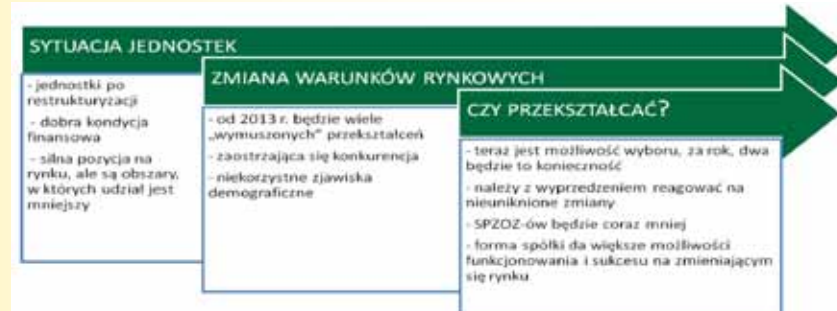 SYTUACJA JEDNOSTEK
- jednostki po
restrukturyzacji
- dobra kondycja
finansowa
- silna pozycja na
rynku, ale są obszary,
w których udział jest
mniejszy
ZMIANA WARUNKÓW RYNKOWYCH
- od 2013 r. będzie wiele
„wymuszonych” przekształceń
- zaostrzająca się konkurencja
- niekorzystne zjawiska
demograficzne
CZY PRZEKSZTAŁCAĆ?
- teraz jest możliwość wyboru, za rok, dwa
będzie to konieczność
- należy z wyprzedzeniem reagować na
nieuniknione zmiany
- SPZOZ-ów będzie coraz mniej
- forma spółki da większe możliwości
funkcjonowania i sukcesu na zmieniającym
się rynku